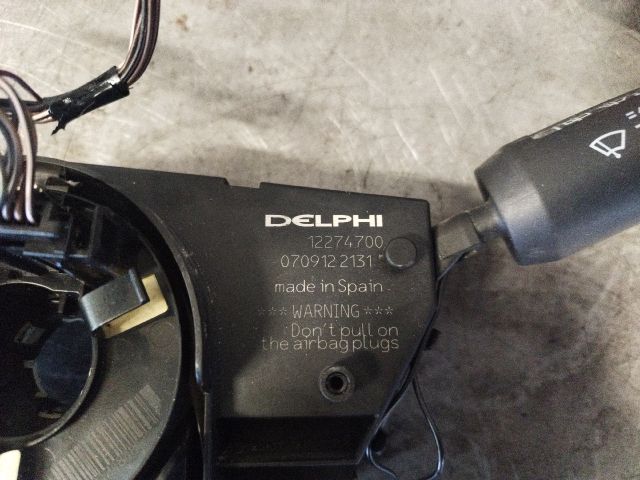 DELPHI
12274700
0709122131
made in Spain
*** WARNING ***
Don't pull on
the airbag plugs